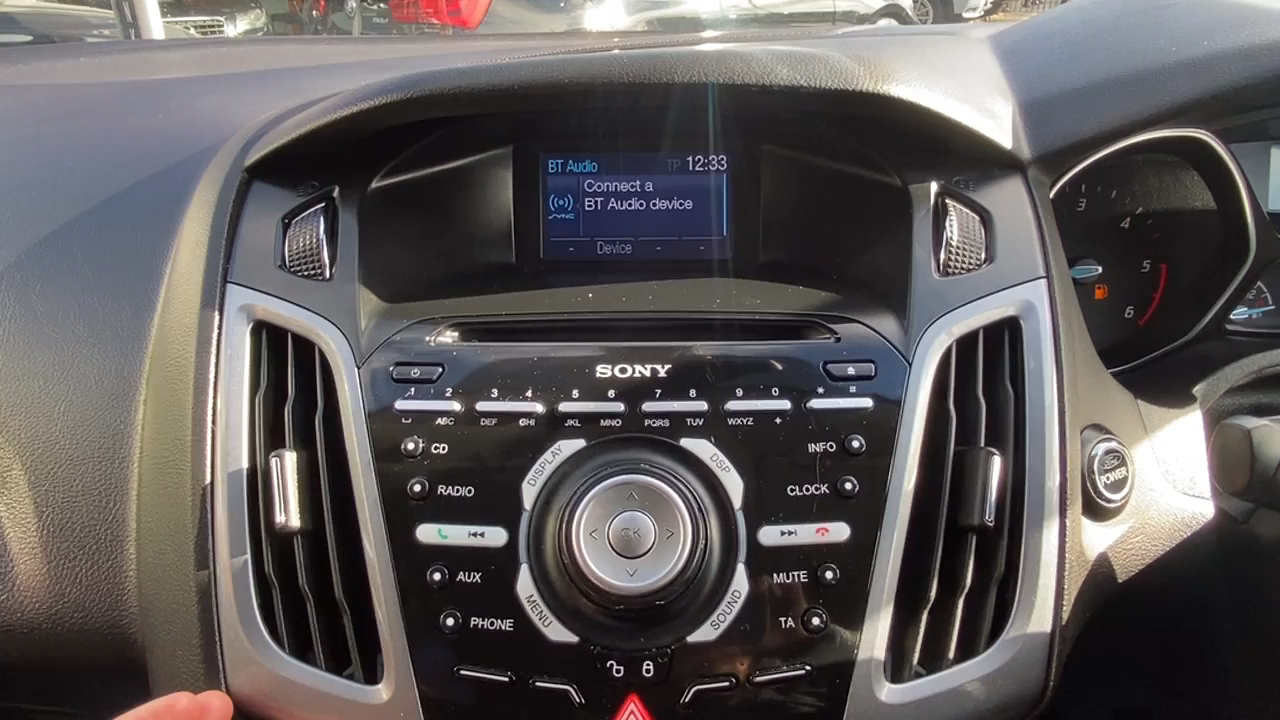 BT Audio TP 12:33
Connect a
BT Audio device
SYNC
- Device - -
SONY
1 2 3 4 5 6 7 8 9 0 * #
ABC DEF GHI JKL MNO PQRS TUV WXYZ +
CD
DISPLAY
DSP
INFO
RADIO
CLOCK
OK
AUX
MUTE
PHONE
MENU
SOUND
TA
3
4
5
6
Ford
POWER